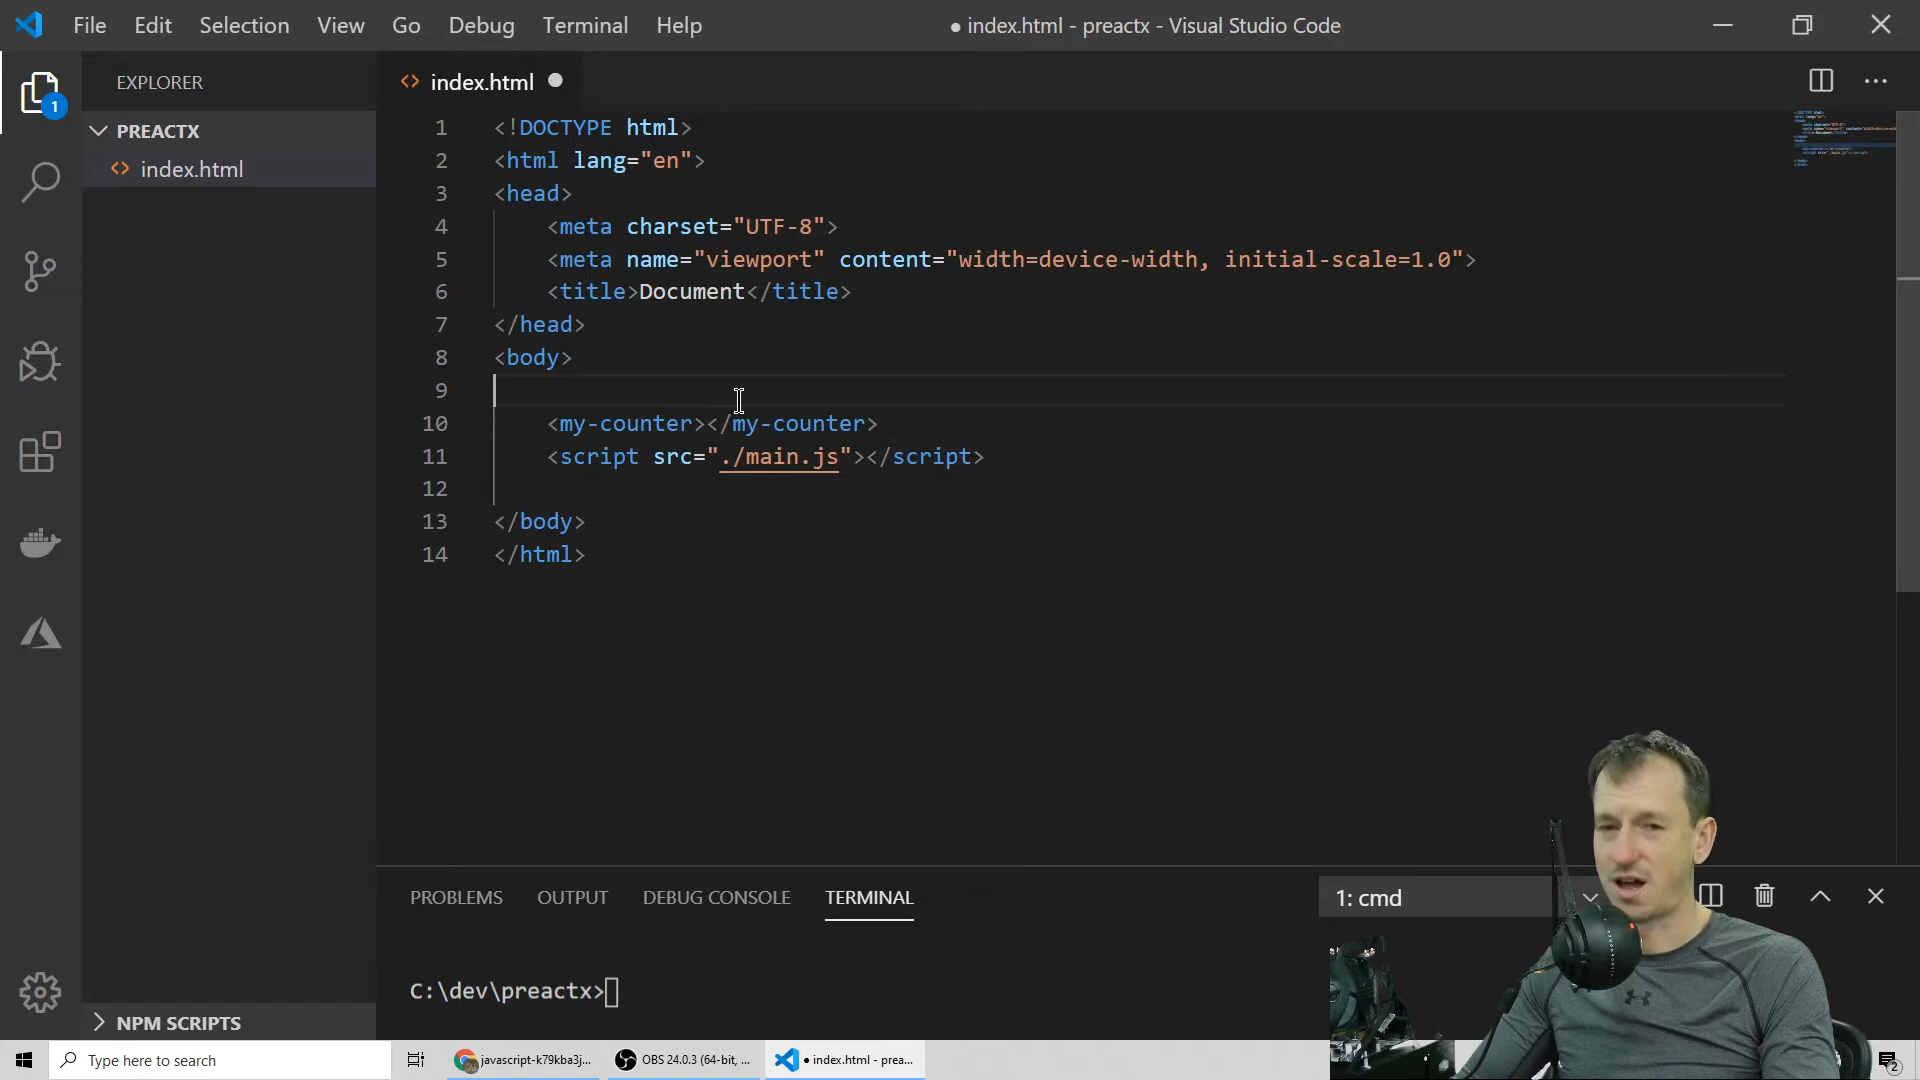 File Edit Selection View Go Debug Terminal Help
● index.html - preactx - Visual Studio Code
1
EXPLORER
PREACTX
index.html
NPM SCRIPTS
index.html
1 <!DOCTYPE html>
2 <html lang="en">
3 <head>
4 <meta charset="UTF-8">
5 <meta name="viewport" content="width=device-width, initial-scale=1.0">
6 <title>Document</title>
7 </head>
8 <body>
9
10 <my-counter></my-counter>
11 <script src="./main.js"></script>
12
13 </body>
14 </html>
PROBLEMS OUTPUT DEBUG CONSOLE TERMINAL
1: cmd
C:\dev\preactx>
Type here to search
javascript-k79kba3j...
OBS 24.0.3 (64-bit, ...
● index.html - prea...
2